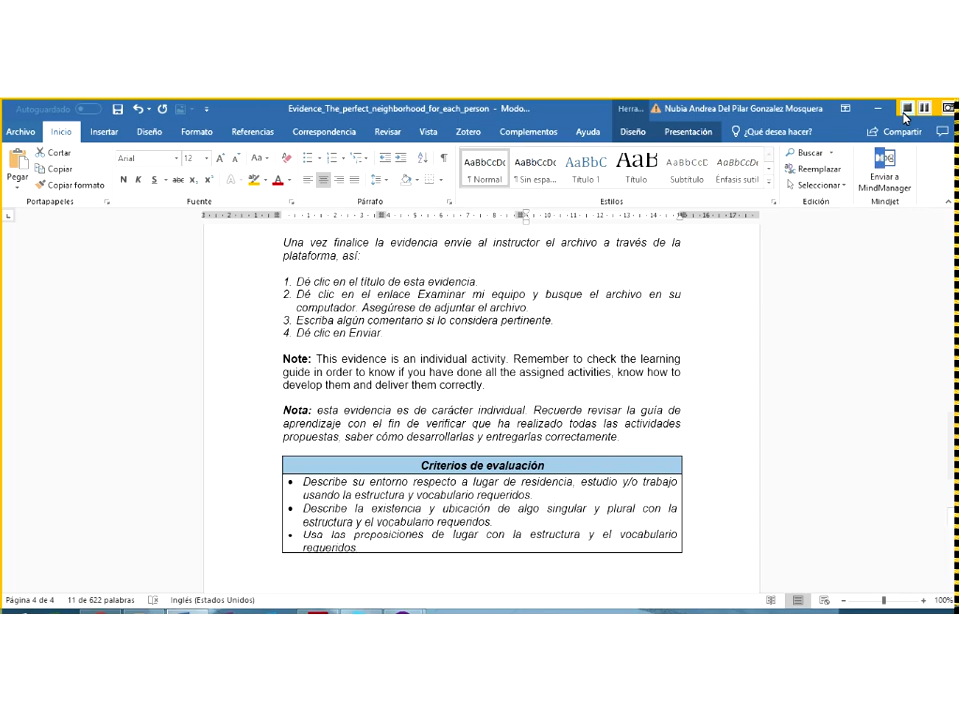 Autoguardado
Evidence_The_perfect_neighborhood_for_each_person - Modo...
Herra...
Nubia Andrea Del Pilar Gonzalez Mosquera
Archivo Inicio Insertar Diseño Formato Referencias Correspondencia Revisar Vista Zotero Complementos Ayuda Diseño Presentación ¿Qué desea hacer? Compartir
Pegar
Cortar
Copiar
Copiar formato
Portapapeles
Arial 12
N K S abc x₂ x²
Fuente
Párrafo
AaBbCcDc AaBbCcDc AaBbC AaB AaBbCcC AaBbCcDc
¶ Normal ¶ Sin espa... Título 1 Título Subtítulo Énfasis sutil
Estilos
Buscar
Reemplazar
Seleccionar
Edición
Enviar a
MindManager
Mindjet
Una vez finalice la evidencia envíe al instructor el archivo a través de la
plataforma, así:
1. Dé clic en el título de esta evidencia.
2. Dé clic en el enlace Examinar mi equipo y busque el archivo en su
computador. Asegúrese de adjuntar el archivo.
3. Escriba algún comentario si lo considera pertinente.
4. Dé clic en Enviar.
Note: This evidence is an individual activity. Remember to check the learning
guide in order to know if you have done all the assigned activities, know how to
develop them and deliver them correctly.
Nota: esta evidencia es de carácter individual. Recuerde revisar la guía de
aprendizaje con el fin de verificar que ha realizado todas las actividades
propuestas, saber cómo desarrollarlas y entregarlas correctamente.
Criterios de evaluación
• Describe su entorno respecto a lugar de residencia, estudio y/o trabajo
usando la estructura y vocabulario requeridos.
• Describe la existencia y ubicación de algo singular y plural con la
estructura y el vocabulario requeridos.
• Usa las preposiciones de lugar con la estructura y el vocabulario
requeridos
Página 4 de 4 11 de 622 palabras Inglés (Estados Unidos) 100%